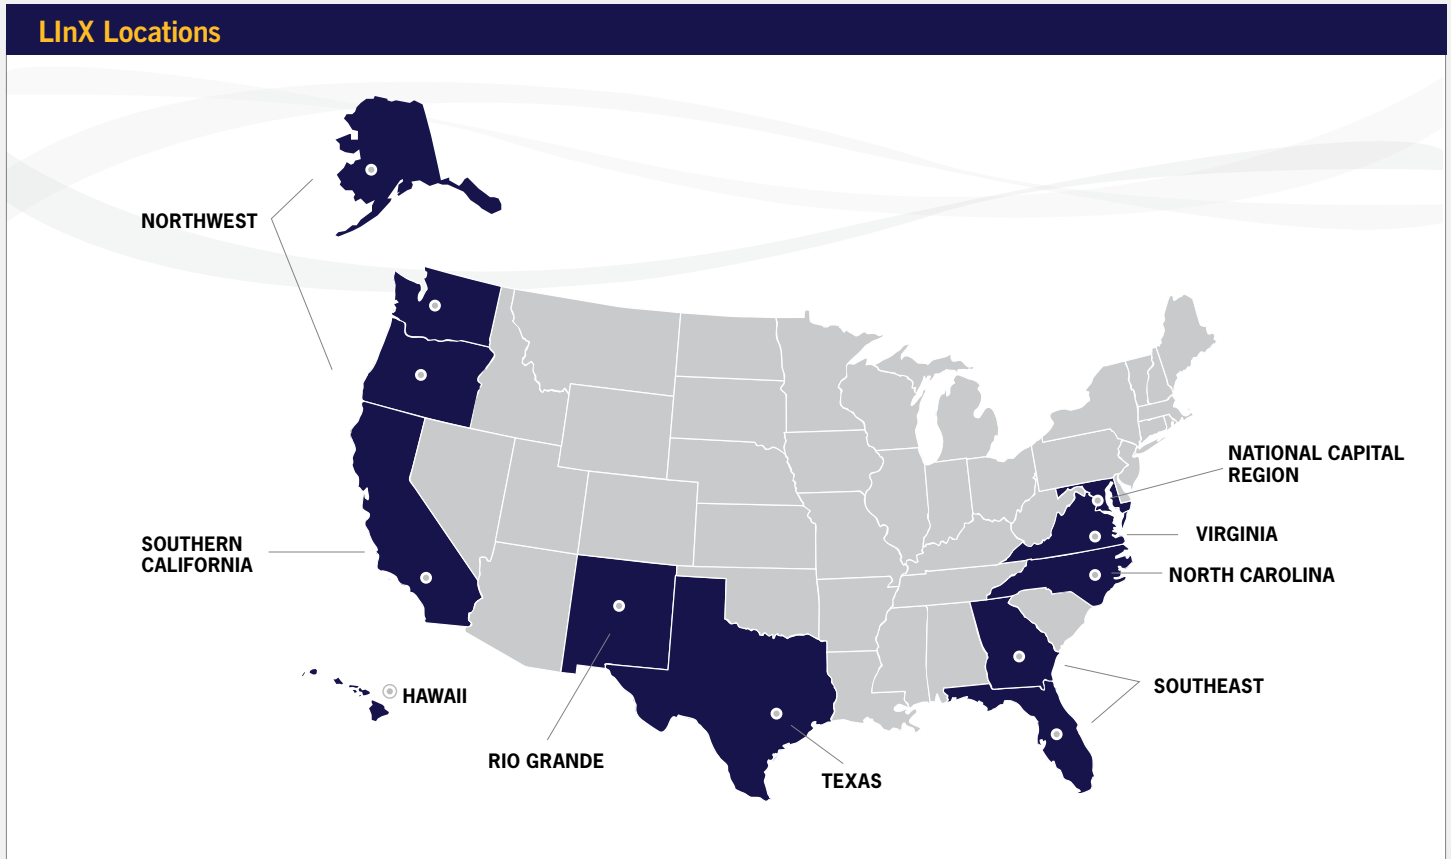 LInX Locations
NORTHWEST
NATIONAL CAPITAL
REGION
VIRGINIA
SOUTHERN
CALIFORNIA
NORTH CAROLINA
SOUTHEAST
HAWAII
RIO GRANDE
TEXAS